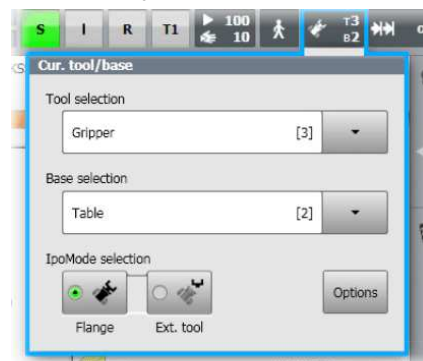 S I R T1 100 T3
10 B2
Cur. tool/base
Tool selection
Gripper [3]
Base selection
Table [2]
IpoMode selection
Options
Flange Ext. tool